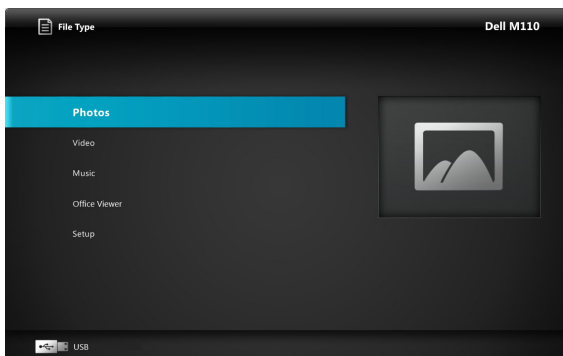 File Type
Dell M110
Photos
Video
Music
Office Viewer
Setup
USB